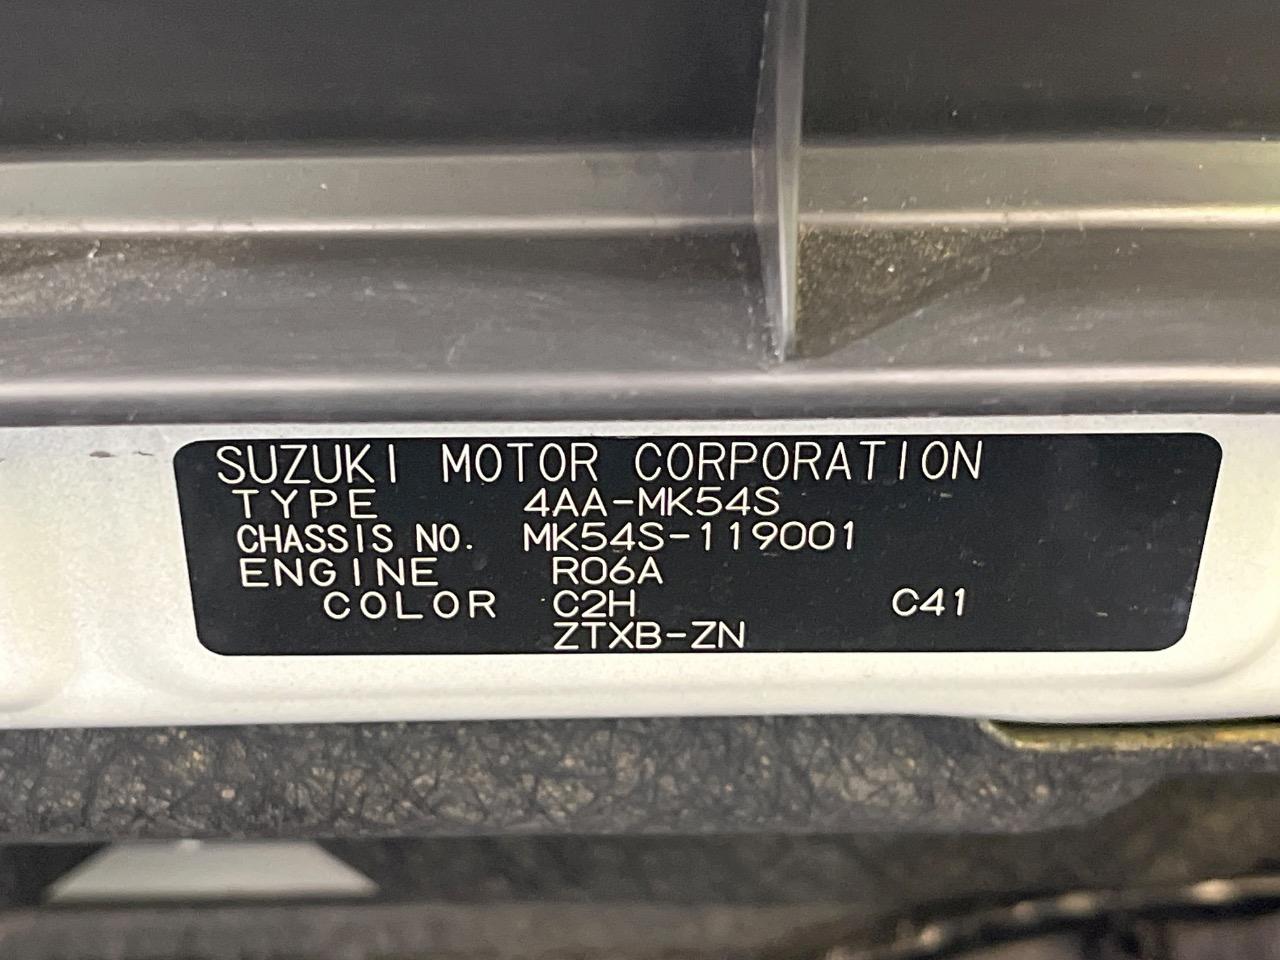 SUZUKI MOTOR CORPORATION
TYPE 4AA-MK54S
CHASSIS NO. MK54S-119001
ENGINE R06A
COLOR C2H C41
ZTXB-ZN